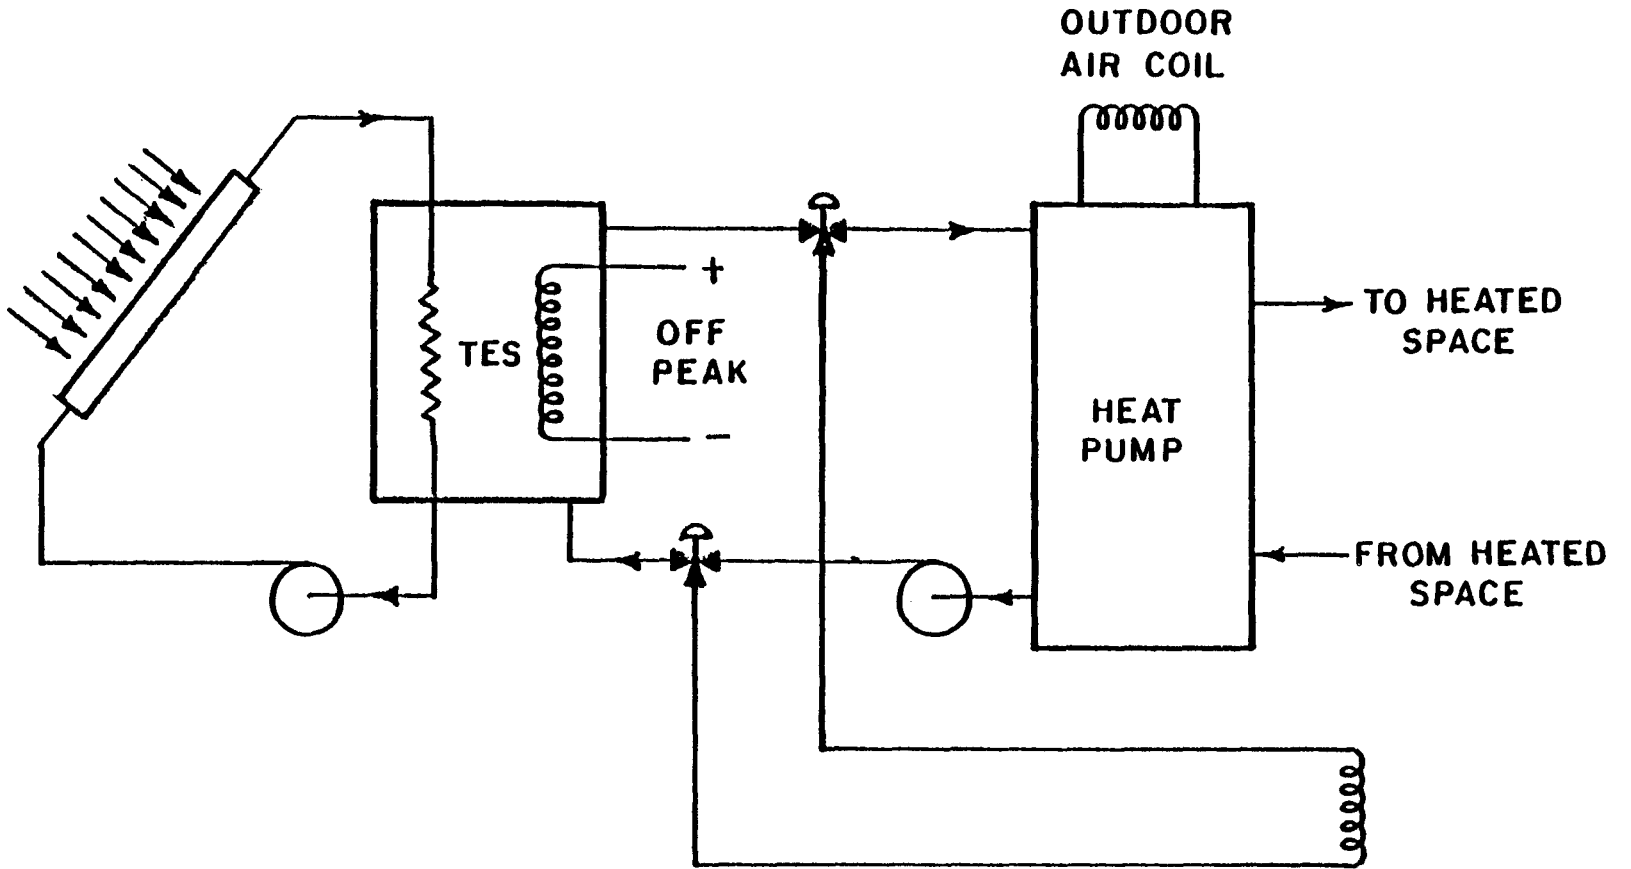 OUTDOOR
AIR COIL
+
TES
OFF
PEAK
−
HEAT
PUMP
TO HEATED
SPACE
FROM HEATED
SPACE